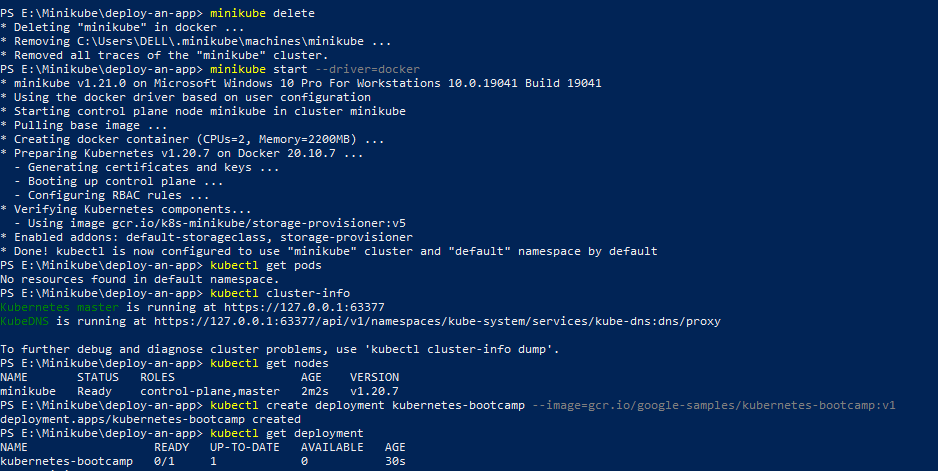 PS E:\Minikube\deploy-an-app> minikube delete
* Deleting "minikube" in docker ...
* Removing C:\Users\DELL\.minikube\machines\minikube ...
* Removed all traces of the "minikube" cluster.
PS E:\Minikube\deploy-an-app> minikube start --driver=docker
* minikube v1.21.0 on Microsoft Windows 10 Pro For Workstations 10.0.19041 Build 19041
* Using the docker driver based on user configuration
* Starting control plane node minikube in cluster minikube
* Pulling base image ...
* Creating docker container (CPUs=2, Memory=2200MB) ...
* Preparing Kubernetes v1.20.7 on Docker 20.10.7 ...
  - Generating certificates and keys ...
  - Booting up control plane ...
  - Configuring RBAC rules ...
* Verifying Kubernetes components...
  - Using image gcr.io/k8s-minikube/storage-provisioner:v5
* Enabled addons: default-storageclass, storage-provisioner
* Done! kubectl is now configured to use "minikube" cluster and "default" namespace by default
PS E:\Minikube\deploy-an-app> kubectl get pods
No resources found in default namespace.
PS E:\Minikube\deploy-an-app> kubectl cluster-info
Kubernetes master is running at https://127.0.0.1:63377
KubeDNS is running at https://127.0.0.1:63377/api/v1/namespaces/kube-system/services/kube-dns:dns/proxy
To further debug and diagnose cluster problems, use 'kubectl cluster-info dump'.
PS E:\Minikube\deploy-an-app> kubectl get nodes
NAME       STATUS   ROLES                  AGE    VERSION
minikube   Ready    control-plane,master   2m2s   v1.20.7
PS E:\Minikube\deploy-an-app> kubectl create deployment kubernetes-bootcamp --image=gcr.io/google-samples/kubernetes-bootcamp:v1
deployment.apps/kubernetes-bootcamp created
PS E:\Minikube\deploy-an-app> kubectl get deployment
NAME                  READY   UP-TO-DATE   AVAILABLE   AGE
kubernetes-bootcamp   0/1     1            0           30s